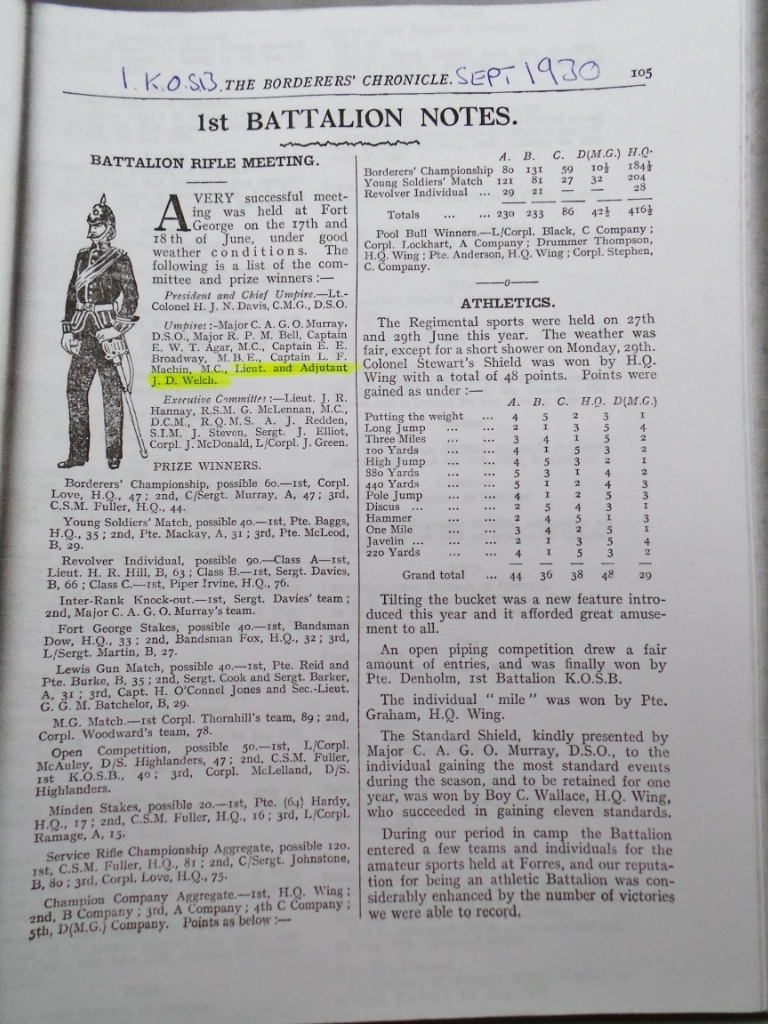 1. K.O.S.B. THE BORDERERS' CHRONICLE. SEPT 1930 105
1st BATTALION NOTES.
BATTALION RIFLE MEETING.
A VERY successful meet-
ing was held at Fort
George on the 17th and
18th of June, under good
weather conditions. The
following is a list of the com-
mittee and prize winners :—
President and Chief Umpire.—Lt.-
Colonel H. J. N. Davis, C.M.G., D.S.O.
Umpires :—Major C. A. G. O. Murray,
D.S.O., Major R. P. M. Bell, Captain
E. W. T. Agar, M.C., Captain E. E.
Broadway, M.B.E., Captain L. F.
Machin, M.C., Lieut. and Adjutant
J. D. Welch.
Executive Committee :—Lieut. J. R.
Hannay, R.S.M. G. McLennan, M.C.,
D.C.M., R.Q.M.S. A. J. Redden,
S.I.M. J. Steven, Sergt. J. Elliot,
Corpl. J. McDonald, L/Corpl. J. Green.
PRIZE WINNERS.
Borderers' Championship, possible 60.—1st, Corpl.
Love, H.Q., 47 ; 2nd, C/Sergt. Murray, A, 47 ; 3rd,
C.S.M. Fuller, H.Q., 44.
Young Soldiers' Match, possible 40.—1st, Pte. Baggs,
H.Q., 35 ; 2nd, Pte. Mackay, A, 31 ; 3rd, Pte. McLeod,
B, 29.
Revolver Individual, possible 90.—Class A—1st,
Lieut. H. R. Hill, B, 63 ; Class B.—1st, Sergt. Davies,
B, 66 ; Class C.—1st, Piper Irvine, H.Q., 76.
Inter-Rank Knock-out.—1st, Sergt. Davies' team ;
2nd, Major C. A. G. O. Murray's team.
Fort George Stakes, possible 40.—1st, Bandsman
Dow, H.Q., 33 ; 2nd, Bandsman Fox, H.Q., 32 ; 3rd,
L/Sergt. Martin, B, 27.
Lewis Gun Match, possible 40.—1st, Pte. Reid and
Pte. Burke, B, 35 ; 2nd, Sergt. Cook and Sergt. Barker,
A, 31 ; 3rd, Capt. H. O'Connel Jones and Sec.-Lieut.
G. G. M. Batchelor, B, 29.
M.G. Match.—1st Corpl. Thornhill's team, 89 ; 2nd,
Corpl. Woodward's team, 78.
Open Competition, possible 50.—1st, L/Corpl.
McAuley, D/S. Highlanders, 47 ; 2nd, C.S.M. Fuller,
1st K.O.S.B., 40 ; 3rd, Corpl. McLelland, D/S.
Highlanders.
Minden Stakes, possible 20.—1st, Pte. (64) Hardy,
H.Q., 17 ; 2nd, C.S.M. Fuller, H.Q., 16 ; 3rd, L/Corpl.
Ramage, A, 15.
Service Rifle Championship Aggregate, possible 120.
1st, C.S.M. Fuller, H.Q., 81 ; 2nd, C/Sergt. Johnstone,
B, 80 ; 3rd, Corpl. Love, H.Q., 75.
Champion Company Aggregate.—1st, H.Q. Wing ;
2nd, B Company ; 3rd, A Company ; 4th C Company ;
5th, D(M.G.) Company. Points as below :—
A. B. C. D(M.G.) H.Q.
Borderers' Championship 80 131 59 10½ 184½
Young Soldiers' Match 121 81 27 32 204
Revolver Individual ... 29 21 — — 28
Totals ... ... 230 233 86 42½ 416½
Pool Bull Winners.—L/Corpl. Black, C Company ;
Corpl. Lockhart, A Company ; Drummer Thompson,
H.Q. Wing ; Pte. Anderson, H.Q. Wing ; Corpl. Stephen,
C. Company.
ATHLETICS.
The Regimental sports were held on 27th
and 29th June this year. The weather was
fair, except for a short shower on Monday, 29th.
Colonel Stewart's Shield was won by H.Q.
Wing with a total of 48 points. Points were
gained as under :—
A. B. C. H.Q. D(M.G.)
Putting the weight ... 4 5 2 3 1
Long Jump ... ... 2 1 3 5 4
Three Miles ... ... 3 4 1 5 2
100 Yards ... ... 4 1 5 3 2
High Jump ... ... 4 5 3 2 1
880 Yards ... ... 5 3 1 4 2
440 Yards ... ... 5 1 2 4 3
Pole Jump ... ... 4 1 2 5 3
Discus ... ... ... 2 5 4 3 1
Hammer ... ... 2 4 5 1 3
One Mile ... ... 3 4 2 5 1
Javelin ... ... ... 2 1 3 5 4
220 Yards ... ... 4 1 5 3 2
Grand total ... 44 36 38 48 29
Tilting the bucket was a new feature intro-
duced this year and it afforded great amuse-
ment to all.
An open piping competition drew a fair
amount of entries, and was finally won by
Pte. Denholm, 1st Battalion K.O.S.B.
The individual " mile " was won by Pte.
Graham, H.Q. Wing.
The Standard Shield, kindly presented by
Major C. A. G. O. Murray, D.S.O., to the
individual gaining the most standard events
during the season, and to be retained for one
year, was won by Boy C. Wallace, H.Q. Wing,
who succeeded in gaining eleven standards.
During our period in camp the Battalion
entered a few teams and individuals for the
amateur sports held at Forres, and our reputa-
tion for being an athletic Battalion was con-
siderably enhanced by the number of victories
we were able to record.